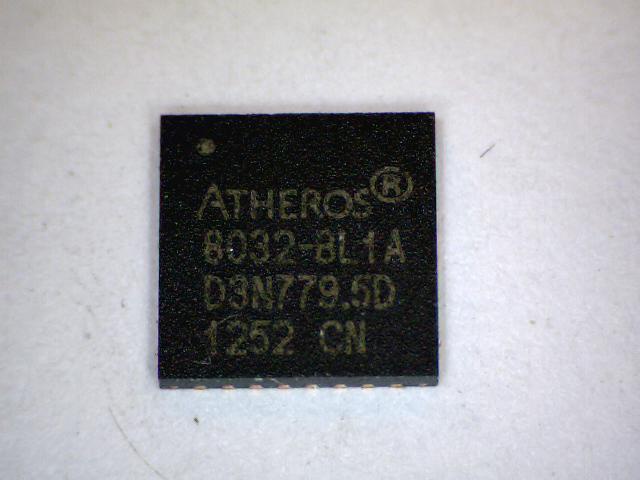 ATHEROS®
8032-BL1A
D3N779.5D
1252 CN